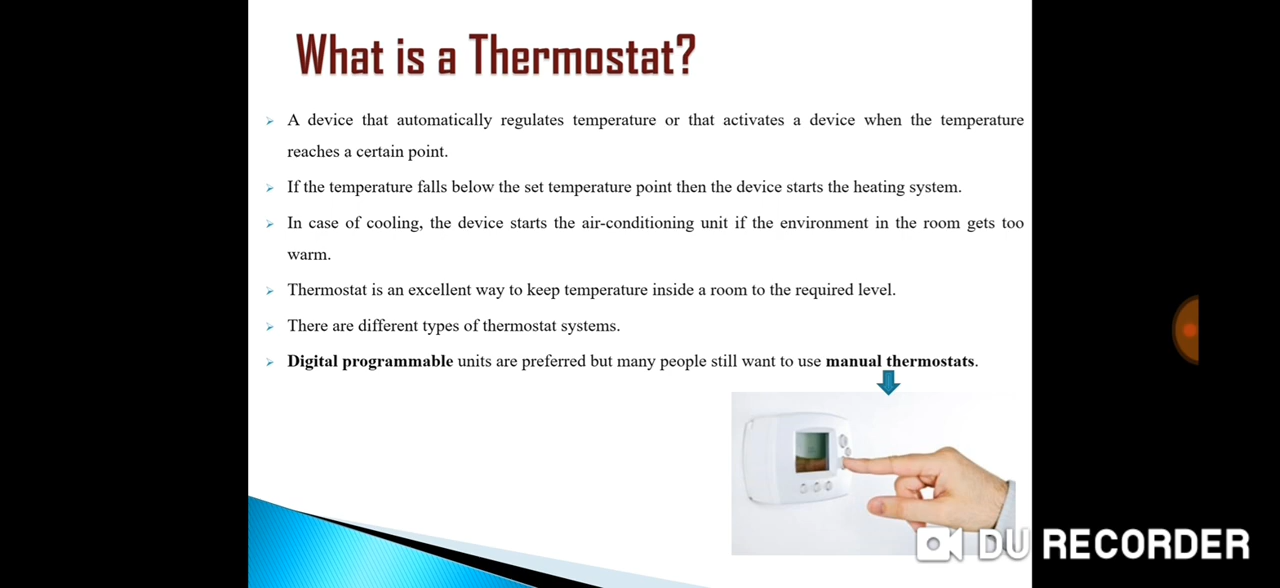 What is a Thermostat?
A device that automatically regulates temperature or that activates a device when the temperature
reaches a certain point.
If the temperature falls below the set temperature point then the device starts the heating system.
In case of cooling, the device starts the air-conditioning unit if the environment in the room gets too
warm.
Thermostat is an excellent way to keep temperature inside a room to the required level.
There are different types of thermostat systems.
Digital programmable units are preferred but many people still want to use manual thermostats.
DU RECORDER